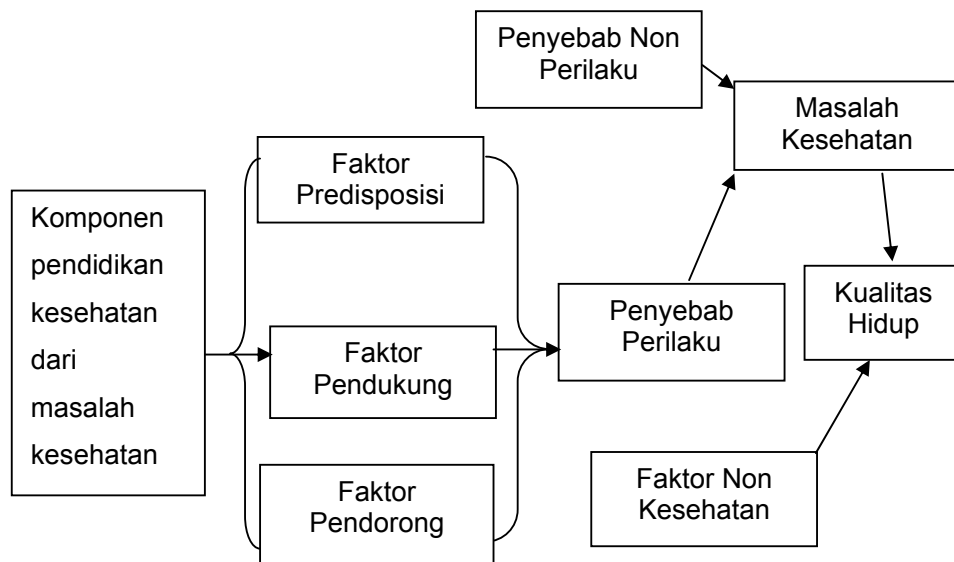 Komponen
pendidikan
kesehatan
dari
masalah
kesehatan
Faktor
Predisposisi
Faktor
Pendukung
Faktor
Pendorong
Penyebab Non
Perilaku
Penyebab
Perilaku
Masalah
Kesehatan
Kualitas
Hidup
Faktor Non
Kesehatan